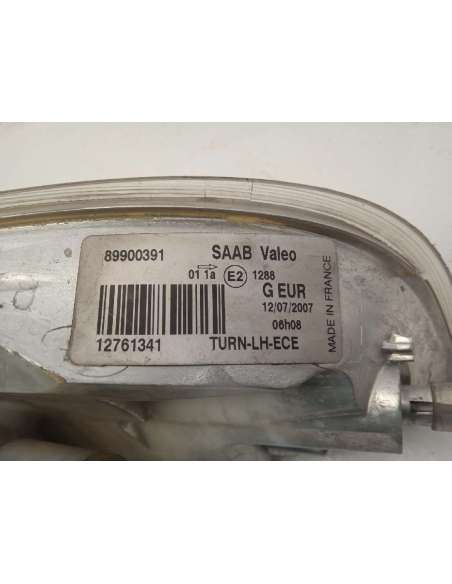 89900391 SAAB Valeo
01 1a E2 1288
G EUR
12/07/2007
06h08
12761341 TURN-LH-ECE
MADE IN FRANCE